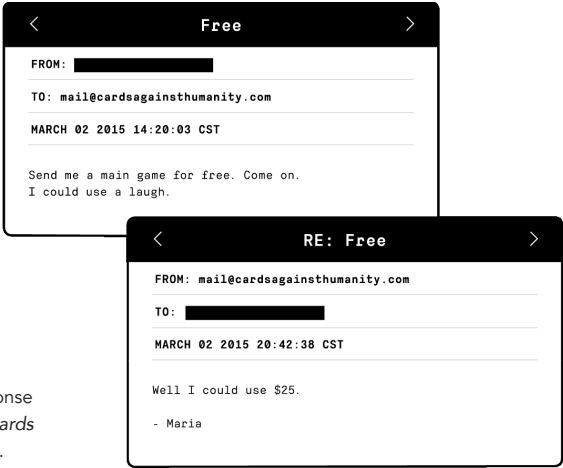 Free
FROM:
TO: mail@cardsagainsthumanity.com
MARCH 02 2015 14:20:03 CST
Send me a main game for free. Come on.
I could use a laugh.
RE: Free
FROM: mail@cardsagainsthumanity.com
TO:
MARCH 02 2015 20:42:38 CST
Well I could use $25.
- Maria